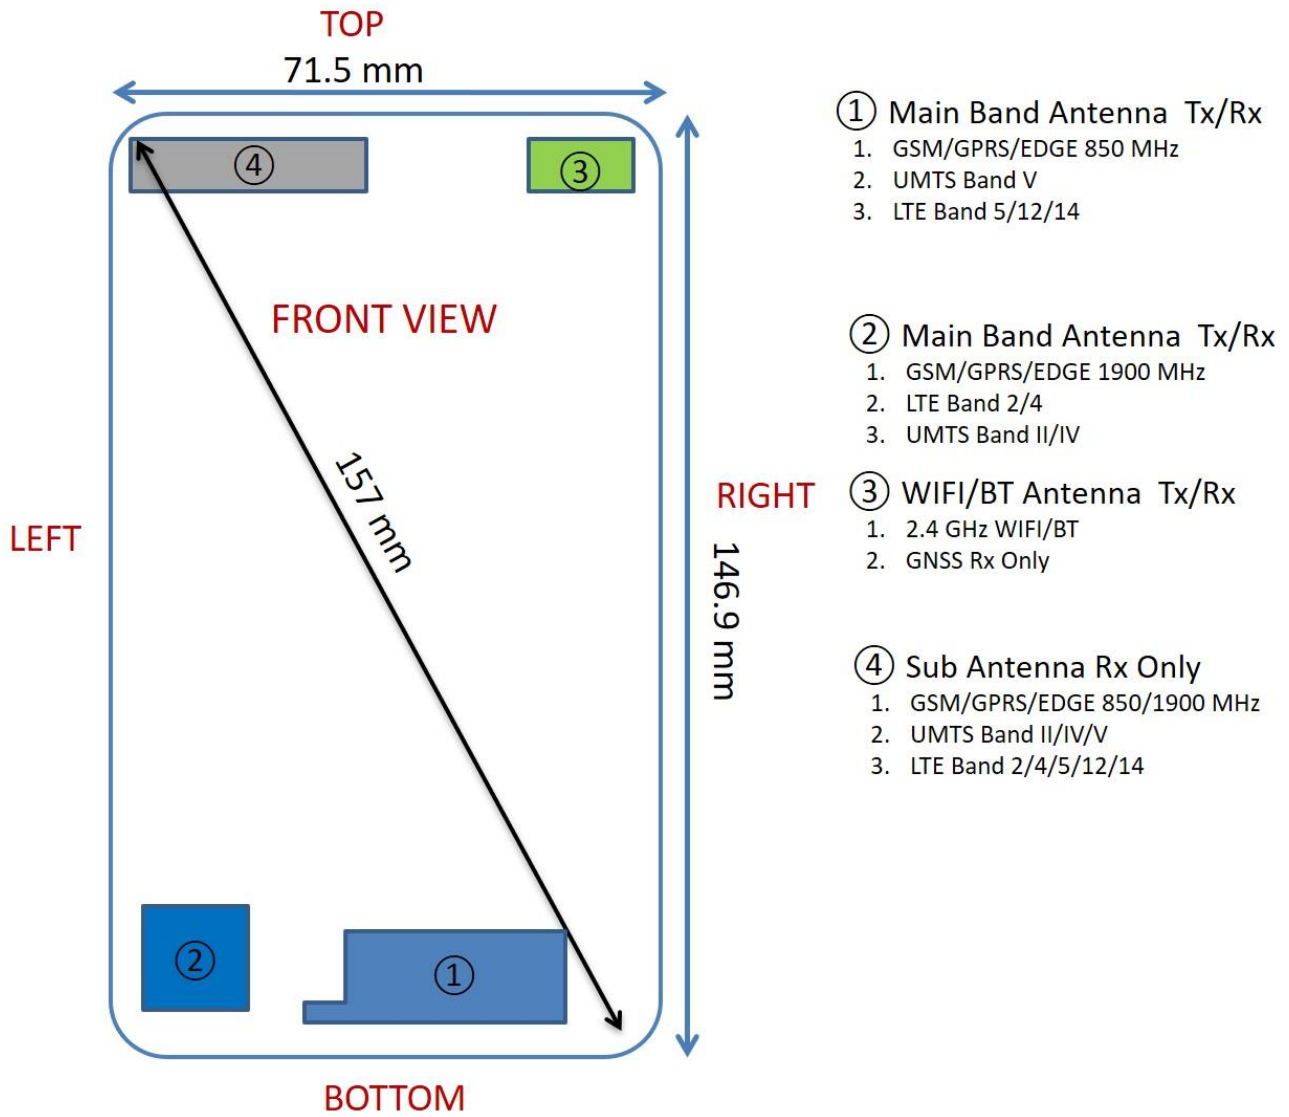 TOP
71.5 mm
④
③
FRONT VIEW
157 mm
LEFT
RIGHT
146.9 mm
②
①
BOTTOM
① Main Band Antenna Tx/Rx
1. GSM/GPRS/EDGE 850 MHz
2. UMTS Band V
3. LTE Band 5/12/14
② Main Band Antenna Tx/Rx
1. GSM/GPRS/EDGE 1900 MHz
2. LTE Band 2/4
3. UMTS Band II/IV
③ WIFI/BT Antenna Tx/Rx
1. 2.4 GHz WIFI/BT
2. GNSS Rx Only
④ Sub Antenna Rx Only
1. GSM/GPRS/EDGE 850/1900 MHz
2. UMTS Band II/IV/V
3. LTE Band 2/4/5/12/14